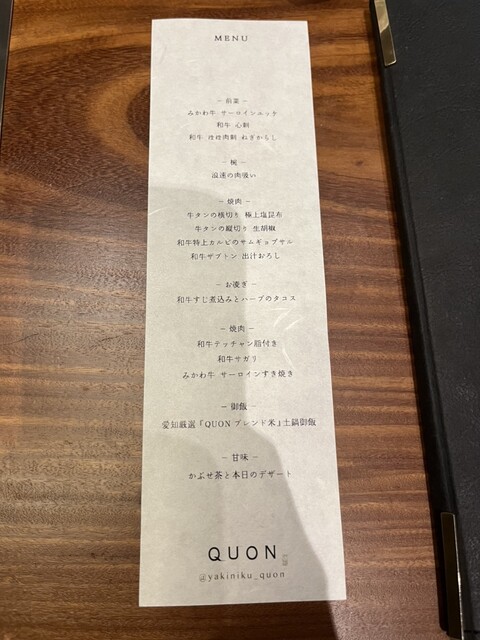 MENU
– 前菜 –
みかわ牛 サーロインユッケ
和牛 心刺
和牛 肉刺 ねぎからし
– 椀 –
浪速の肉吸い
– 焼肉 –
牛タンの横切り 極上塩昆布
牛タンの縦切り 生胡椒
和牛特上カルビのサムギョプサル
和牛ザブトン 出汁おろし
– お凌ぎ –
和牛すじ煮込みとハーブのタコス
– 焼肉 –
和牛テッチャン脂付き
和牛サガリ
みかわ牛 サーロインすき焼き
– 御飯 –
愛知厳選『QUONブレンド米』土鍋御飯
– 甘味 –
かぶせ茶と本日のデザート
QUON
@yakiniku_quon